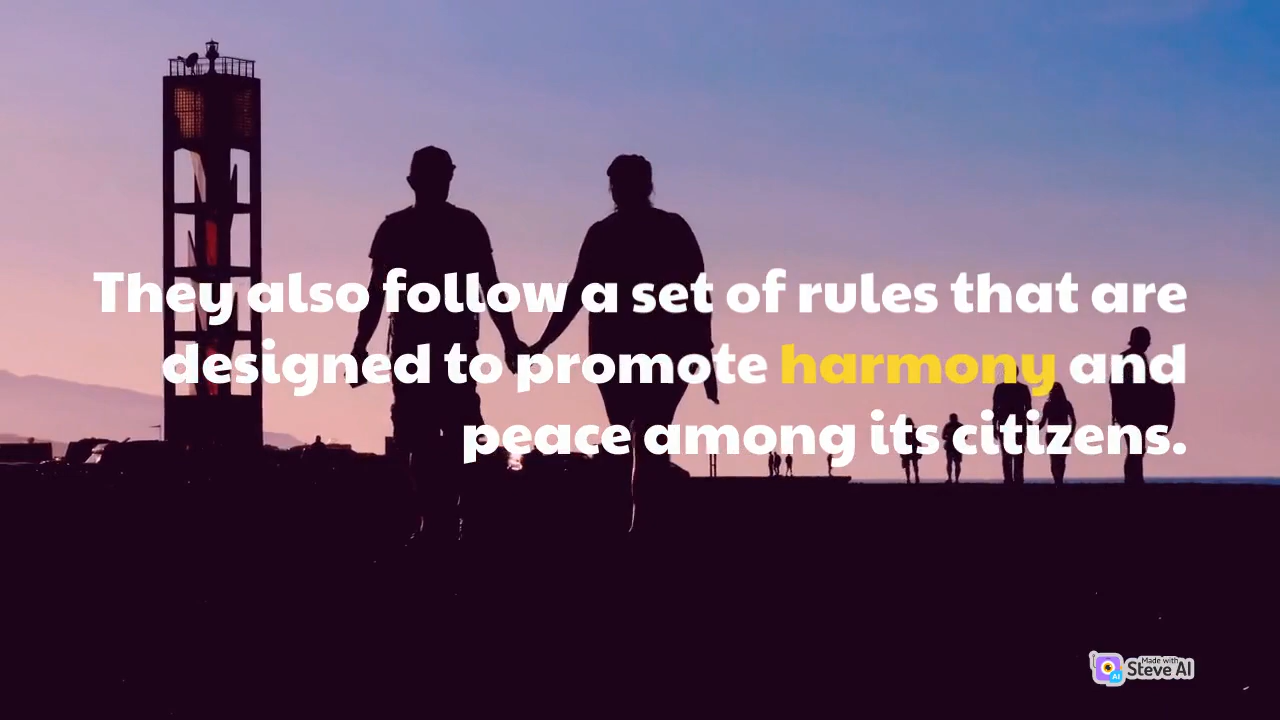 They also follow a set of rules that are
designed to promote harmony and
peace among its citizens.
Made with
Steve AI
AI